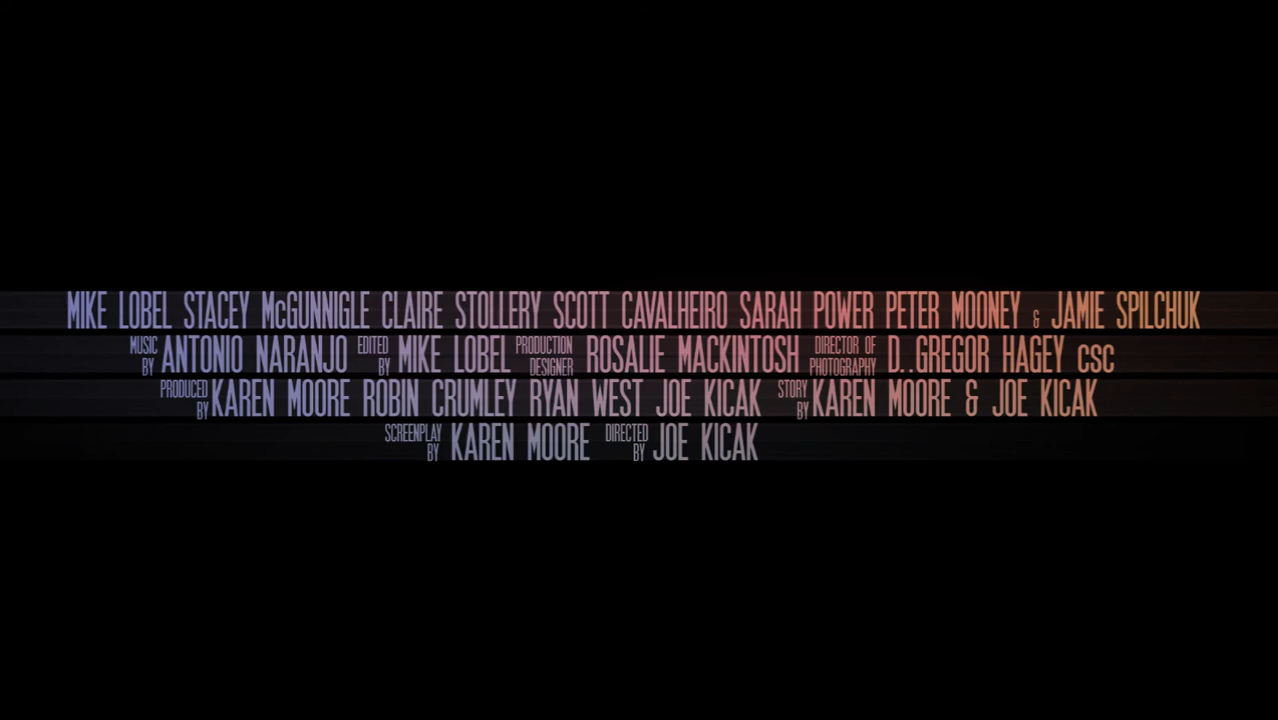 MIKE LOBEL STACEY McGUNNIGLE CLAIRE STOLLERY SCOTT CAVALHEIRO SARAH POWER PETER MOONEY & JAMIE SPILCHUK
MUSIC BY ANTONIO NARANJO EDITED BY MIKE LOBEL PRODUCTION DESIGNER ROSALIE MACKINTOSH DIRECTOR OF PHOTOGRAPHY D..GREGOR HAGEY CSC
PRODUCED BY KAREN MOORE ROBIN CRUMLEY RYAN WEST JOE KICAK STORY BY KAREN MOORE & JOE KICAK
SCREENPLAY BY KAREN MOORE DIRECTED BY JOE KICAK